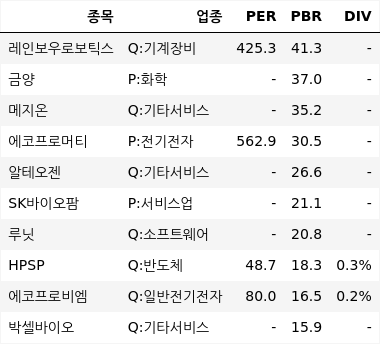 종목 업종 PER PBR DIV
레인보우로보틱스 Q:기계장비 425.3 41.3 -
금양 P:화학 - 37.0 -
메지온 Q:기타서비스 - 35.2 -
에코프로머티 P:전기전자 562.9 30.5 -
알테오젠 Q:기타서비스 - 26.6 -
SK바이오팜 P:서비스업 - 21.1 -
루닛 Q:소프트웨어 - 20.8 -
HPSP Q:반도체 48.7 18.3 0.3%
에코프로비엠 Q:일반전기전자 80.0 16.5 0.2%
박셀바이오 Q:기타서비스 - 15.9 -